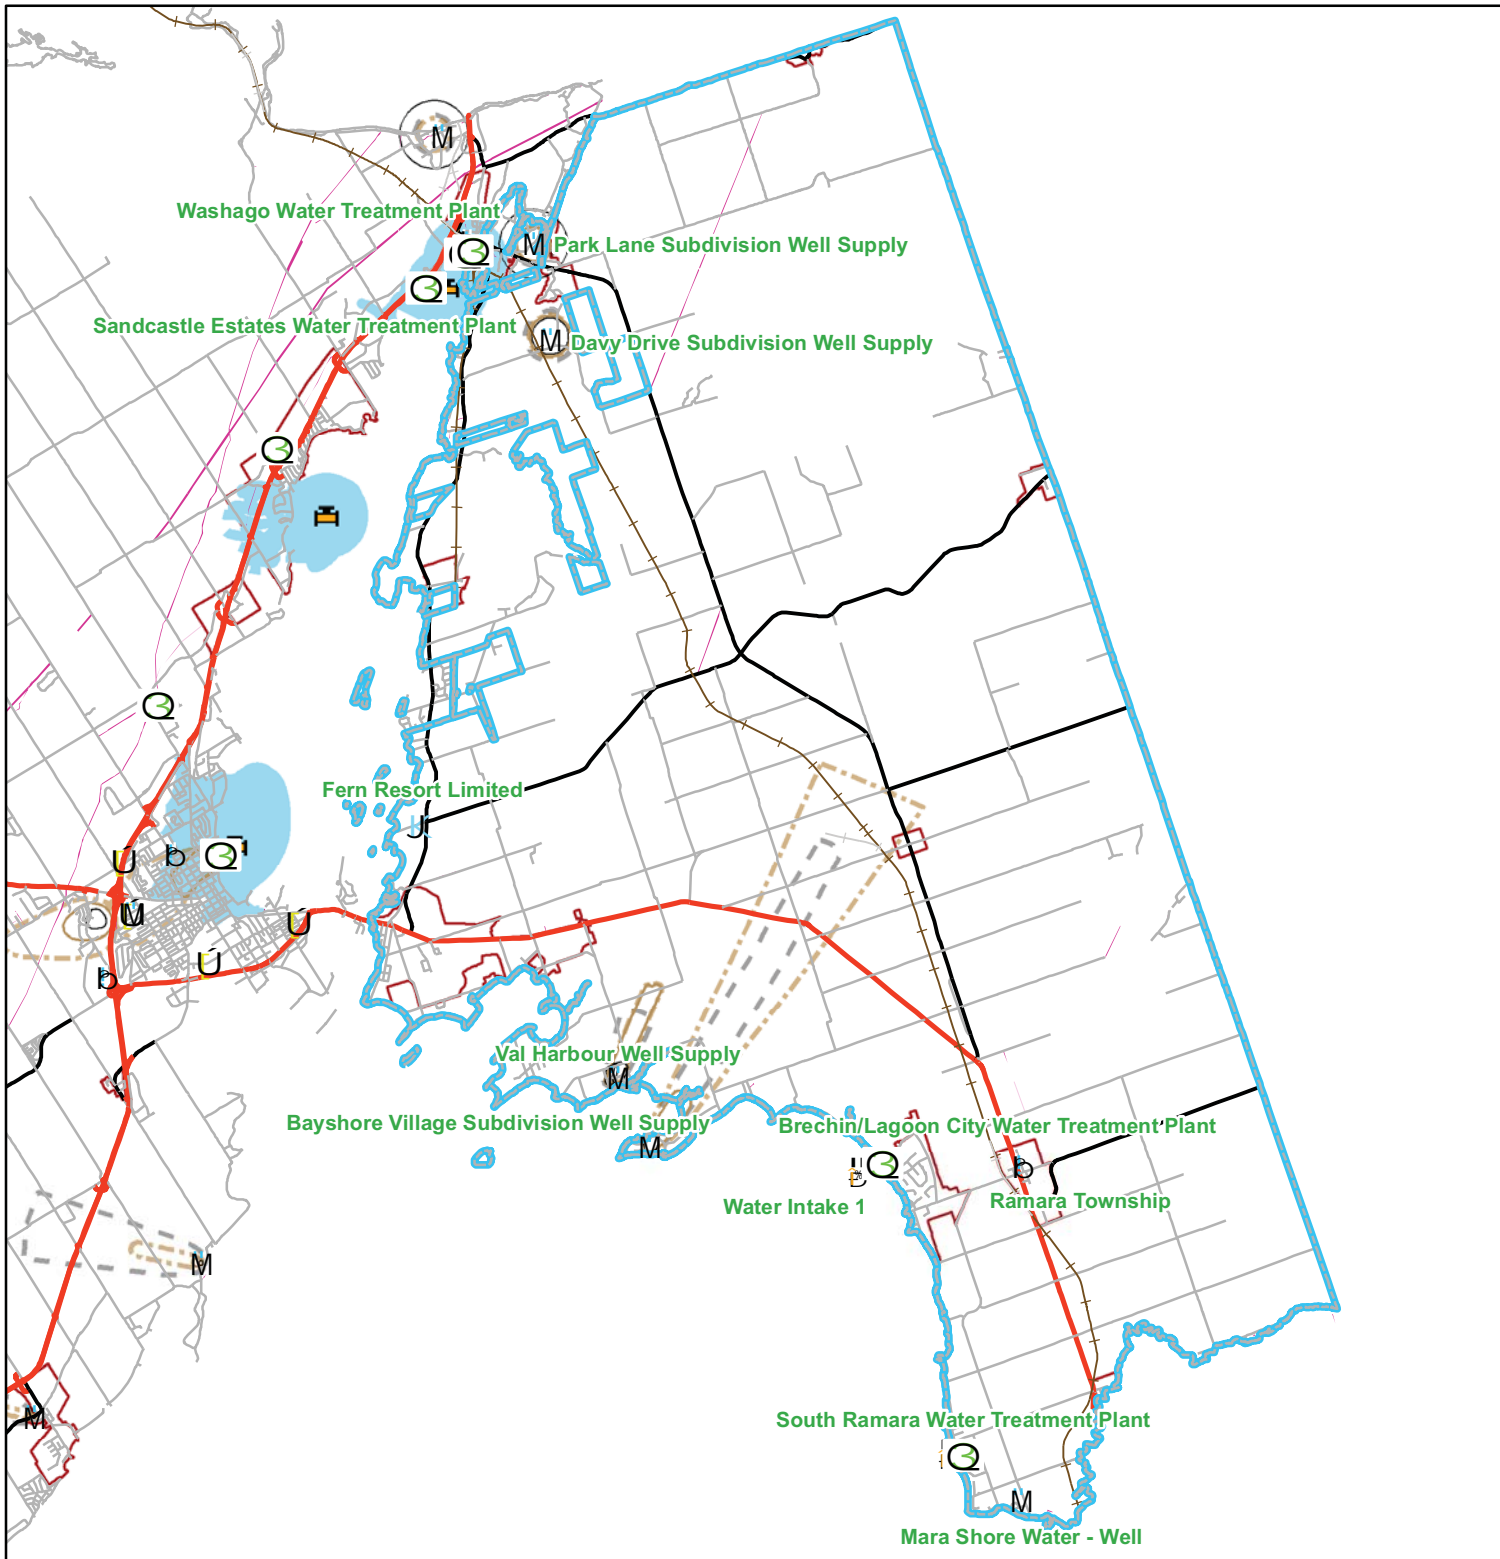 M
Washago Water Treatment Plant
Q
M
Park Lane Subdivision Well Supply
Q
Sandcastle Estates Water Treatment Plant
M
Davy Drive Subdivision Well Supply
Q
Q
Fern Resort Limited
J
Ú
b
Q
M
Ú
b
Ú
Val Harbour Well Supply
M
Bayshore Village Subdivision Well Supply
M
Brechin/Lagoon City Water Treatment Plant
Q
b
Water Intake 1
Ramara Township
M
M
South Ramara Water Treatment Plant
Q
M
Mara Shore Water - Well